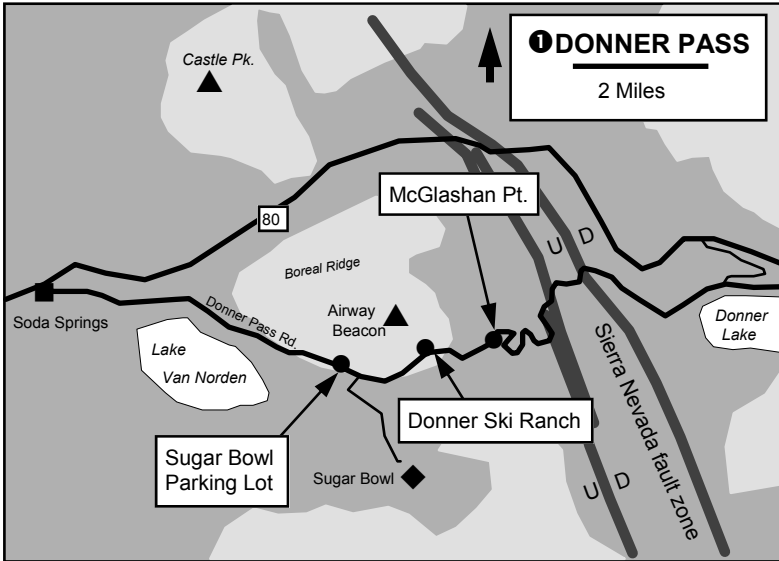 ❶DONNER PASS
2 Miles
Castle Pk.
McGlashan Pt.
80
U
D
Boreal Ridge
Airway
Beacon
Soda Springs
Donner Pass Rd.
Donner
Lake
Lake
Van Norden
Sierra Nevada fault zone
Donner Ski Ranch
Sugar Bowl
Parking Lot
Sugar Bowl
U
D